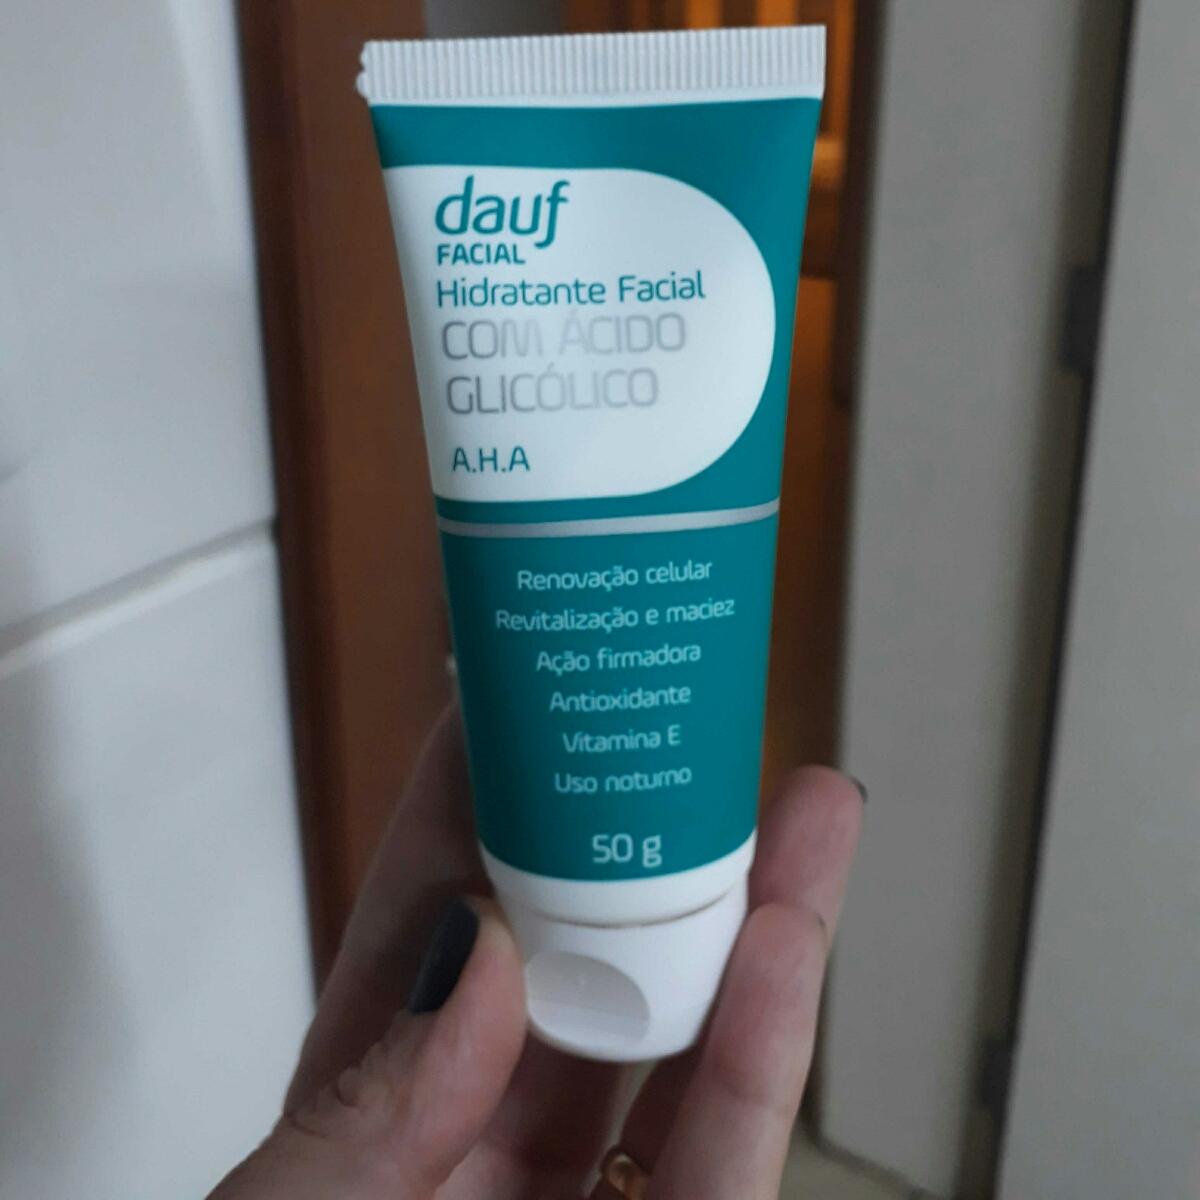 dauf
FACIAL
Hidratante Facial
COM ÁCIDO
GLICÓLICO
A.H.A
Renovação celular
Revitalização e maciez
Ação firmadora
Antioxidante
Vitamina E
Uso noturno
50 g